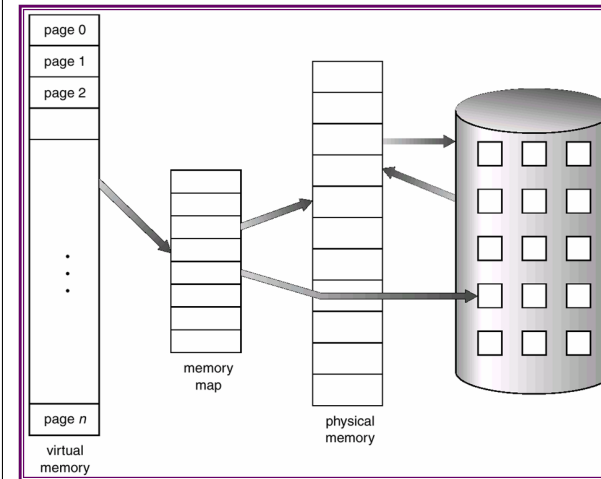 page 0
page 1
page 2
page n
virtual
memory
memory
map
physical
memory